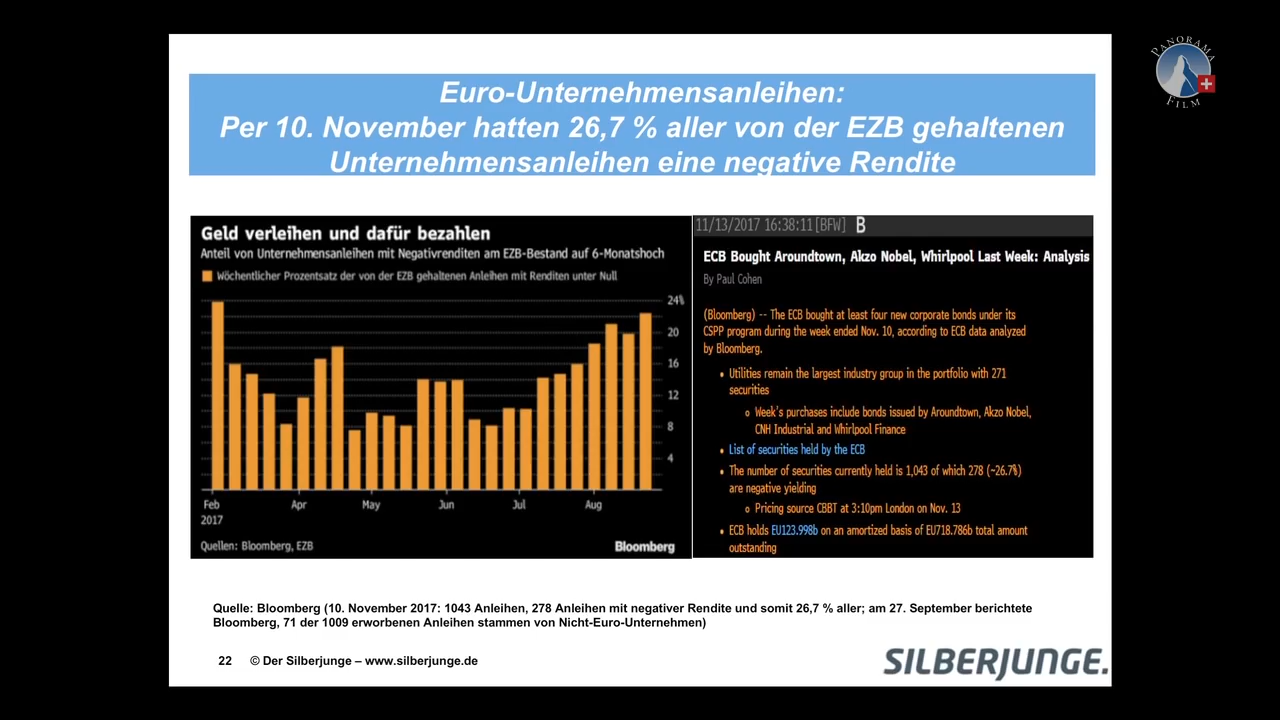 PANORAMA
FILM
Euro-Unternehmensanleihen:
Per 10. November hatten 26,7 % aller von der EZB gehaltenen
Unternehmensanleihen eine negative Rendite
Geld verleihen und dafür bezahlen
Anteil von Unternehmensanleihen mit Negativrenditen am EZB-Bestand auf 6-Monatshoch
Wöchentlicher Prozentsatz der von der EZB gehaltenen Anleihen mit Renditen unter Null
24%
20
16
12
8
4
Feb Apr May Jun Jul Aug
2017
Quellen: Bloomberg, EZB
Bloomberg
11/13/2017 16:38:11 [BFW] B
ECB Bought Aroundtown, Akzo Nobel, Whirlpool Last Week: Analysis
By Paul Cohen
(Bloomberg) -- The ECB bought at least four new corporate bonds under its
CSPP program during the week ended Nov. 10, according to ECB data analyzed
by Bloomberg.
• Utilities remain the largest industry group in the portfolio with 271
securities
o Week's purchases include bonds issued by Aroundtown, Akzo Nobel,
CNH Industrial and Whirlpool Finance
• List of securities held by the ECB
• The number of securities currently held is 1,043 of which 278 (~26.7%)
are negative yielding
o Pricing source CBBT at 3:10pm London on Nov. 13
• ECB holds EU123.998b on an amortized basis of EU718.786b total amount
outstanding
Quelle: Bloomberg (10. November 2017: 1043 Anleihen, 278 Anleihen mit negativer Rendite und somit 26,7 % aller; am 27. September berichtete
Bloomberg, 71 der 1009 erworbenen Anleihen stammen von Nicht-Euro-Unternehmen)
22 © Der Silberjunge – www.silberjunge.de
SILBERJUNGE.